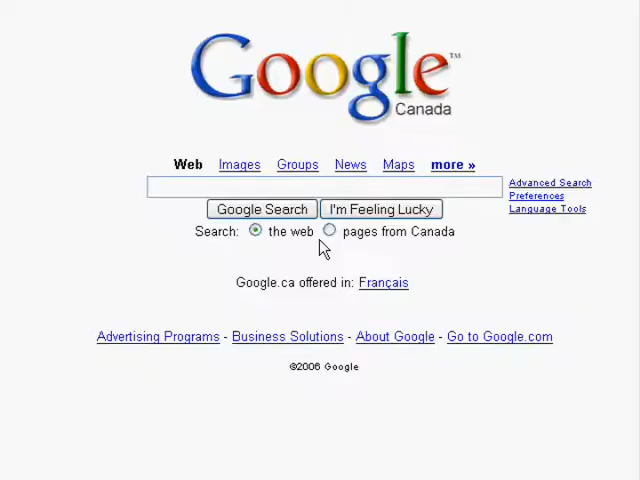 Google™
Canada
Web Images Groups News Maps more »
Advanced Search
Preferences
Language Tools
Google Search I'm Feeling Lucky
Search: the web pages from Canada
Google.ca offered in: Français
Advertising Programs - Business Solutions - About Google - Go to Google.com
©2006 Google